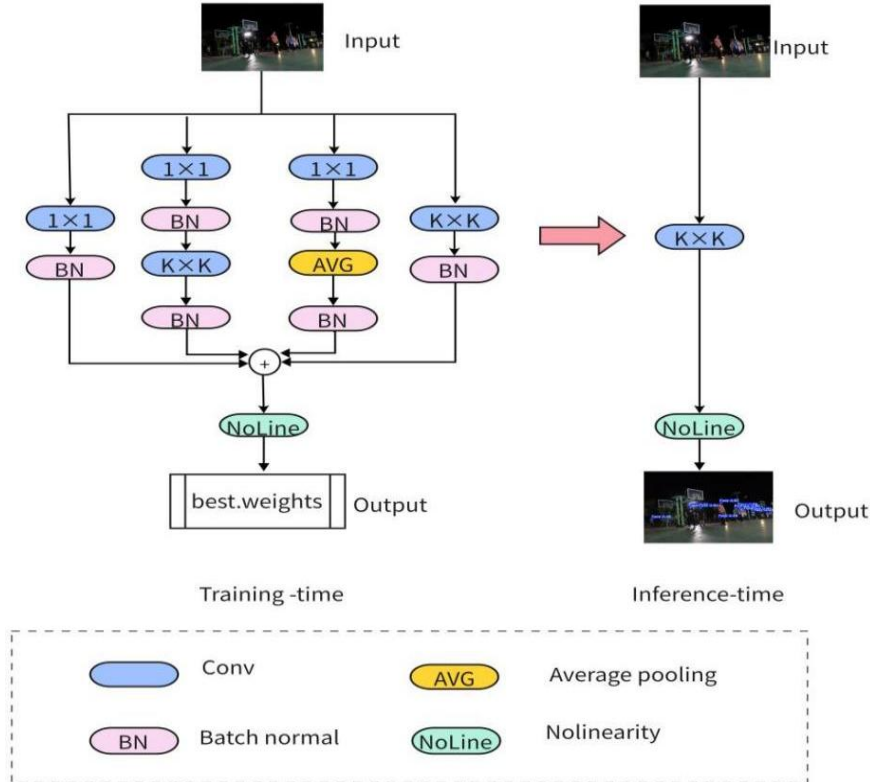 Input
Input
1×1
1×1
1×1
BN
BN
K×K
K×K
BN
K×K
AVG
BN
K×K
BN
BN
+
NoLine
NoLine
best.weights
Output
Output
Training -time
Inference-time
Conv
AVG
Average pooling
BN
Batch normal
NoLine
Nolinearity